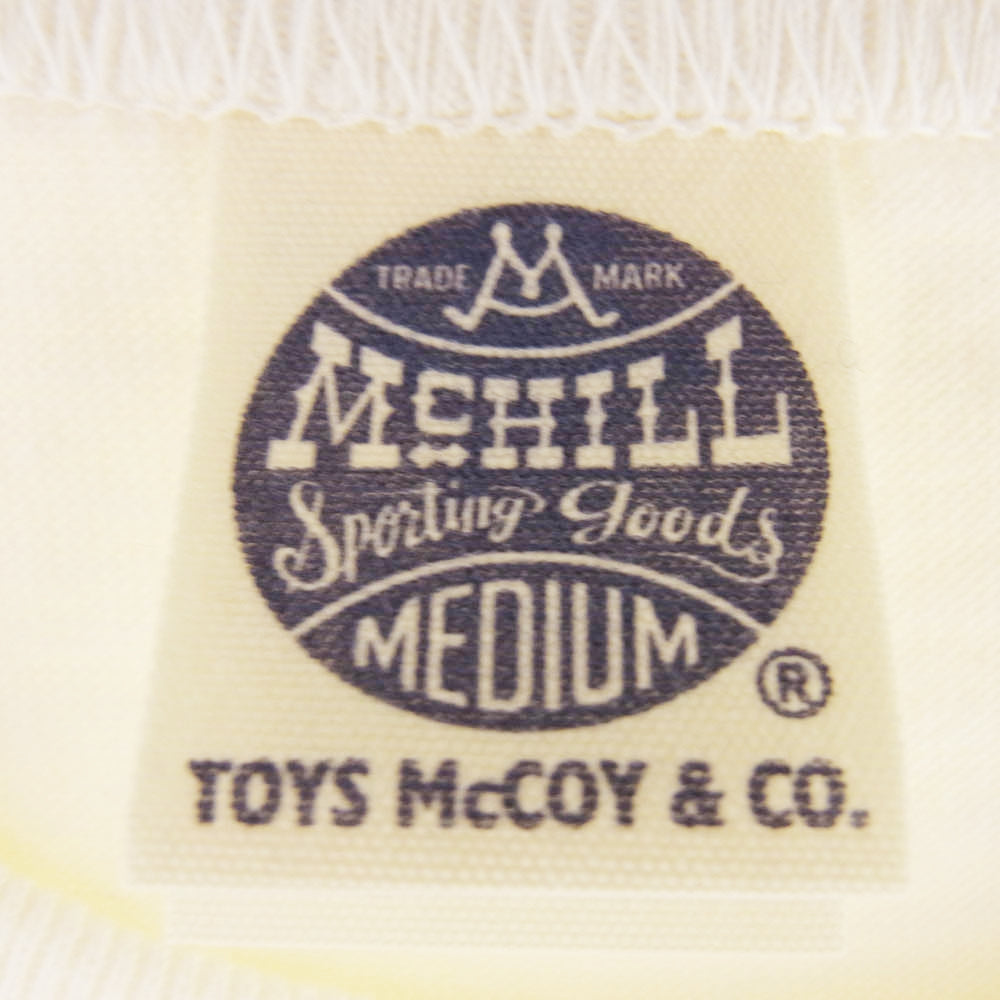 TRADE MARK
McHILL
Sporting Goods
MEDIUM
®
TOYS McCOY & CO.